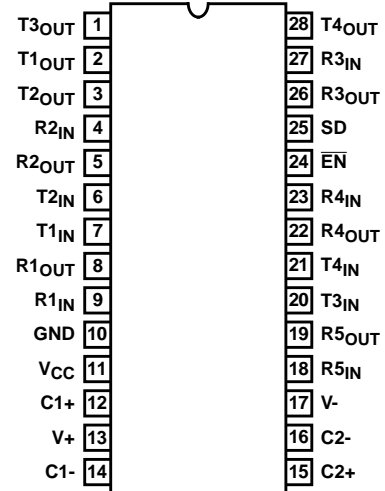 T3OUT 1 28 T4OUT
T1OUT 2 27 R3IN
T2OUT 3 26 R3OUT
R2IN 4 25 SD
R2OUT 5 24 E̅N̅
T2IN 6 23 R4IN
T1IN 7 22 R4OUT
R1OUT 8 21 T4IN
R1IN 9 20 T3IN
GND 10 19 R5OUT
VCC 11 18 R5IN
C1+ 12 17 V-
V+ 13 16 C2-
C1- 14 15 C2+